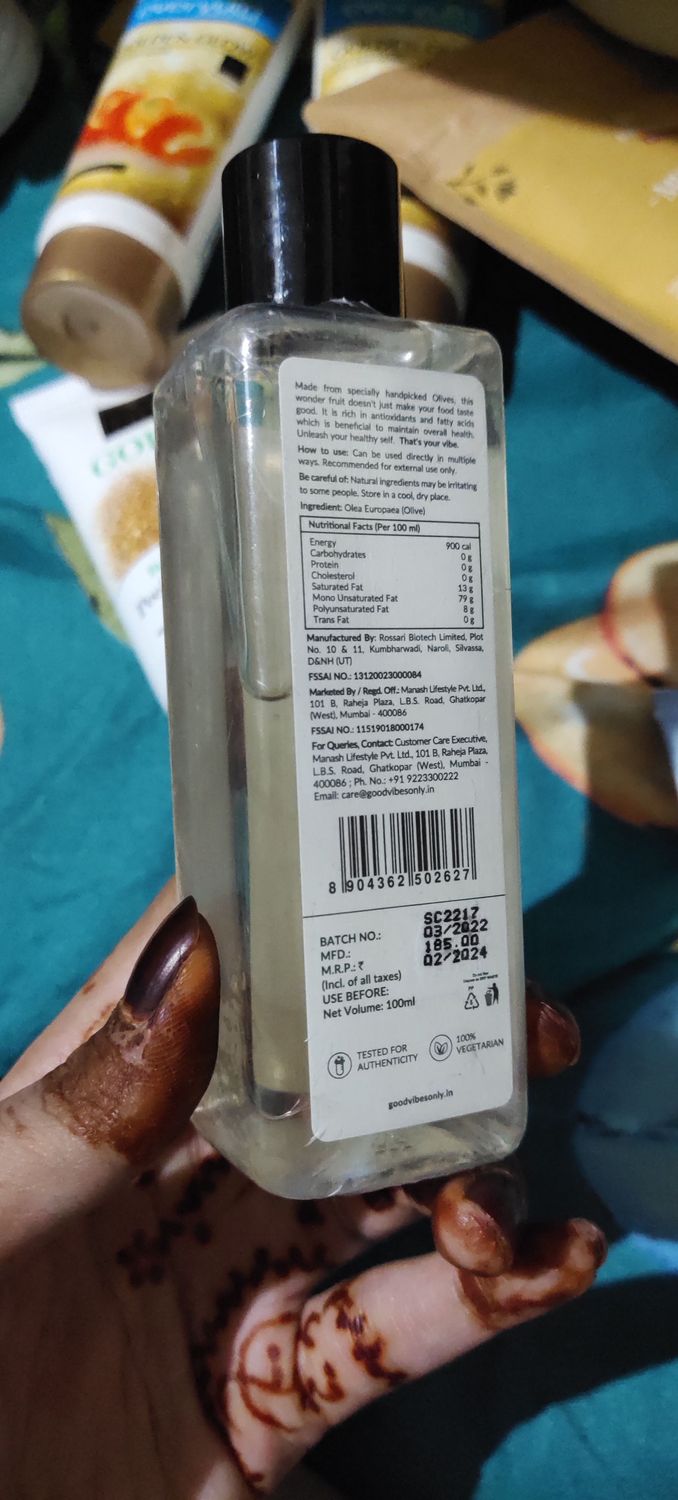 Made from specially handpicked Olives, this
wonder fruit doesn't just make your food taste
good. It is rich in antioxidants and fatty acids
which is beneficial to maintain overall health.
Unleash your healthy self. That's your vibe.
How to use: Can be used directly in multiple
ways. Recommended for external use only.
Be careful of: Natural ingredients may be irritating
to some people. Store in a cool, dry place.
Ingredient: Olea Europaea (Olive)
Nutritional Facts (Per 100 ml)
Energy 900 cal
Carbohydrates 0 g
Protein 0 g
Cholesterol 0 g
Saturated Fat 13 g
Mono Unsaturated Fat 79 g
Polyunsaturated Fat 8 g
Trans Fat 0 g
Manufactured By: Rossari Biotech Limited, Plot
No. 10 & 11, Kumbharwadi, Naroli, Silvassa,
D&NH (UT)
FSSAI NO.: 13120023000084
Marketed By / Regd. Off.: Manash Lifestyle Pvt. Ltd.,
101 B, Raheja Plaza, L.B.S. Road, Ghatkopar
(West), Mumbai - 400086
FSSAI NO.: 11519018000174
For Queries, Contact: Customer Care Executive,
Manash Lifestyle Pvt. Ltd., 101 B, Raheja Plaza,
L.B.S. Road, Ghatkopar (West), Mumbai -
400086 ; Ph. No.: +91 9223300222
Email: care@goodvibesonly.in
8 904362 502627
BATCH NO.: SC2217
MFD.: 03/2022
M.R.P.: ₹ 185.00
(Incl. of all taxes)
USE BEFORE: 02/2024
Net Volume: 100ml
PP
TESTED FOR
AUTHENTICITY
100%
VEGETARIAN
goodvibesonly.in